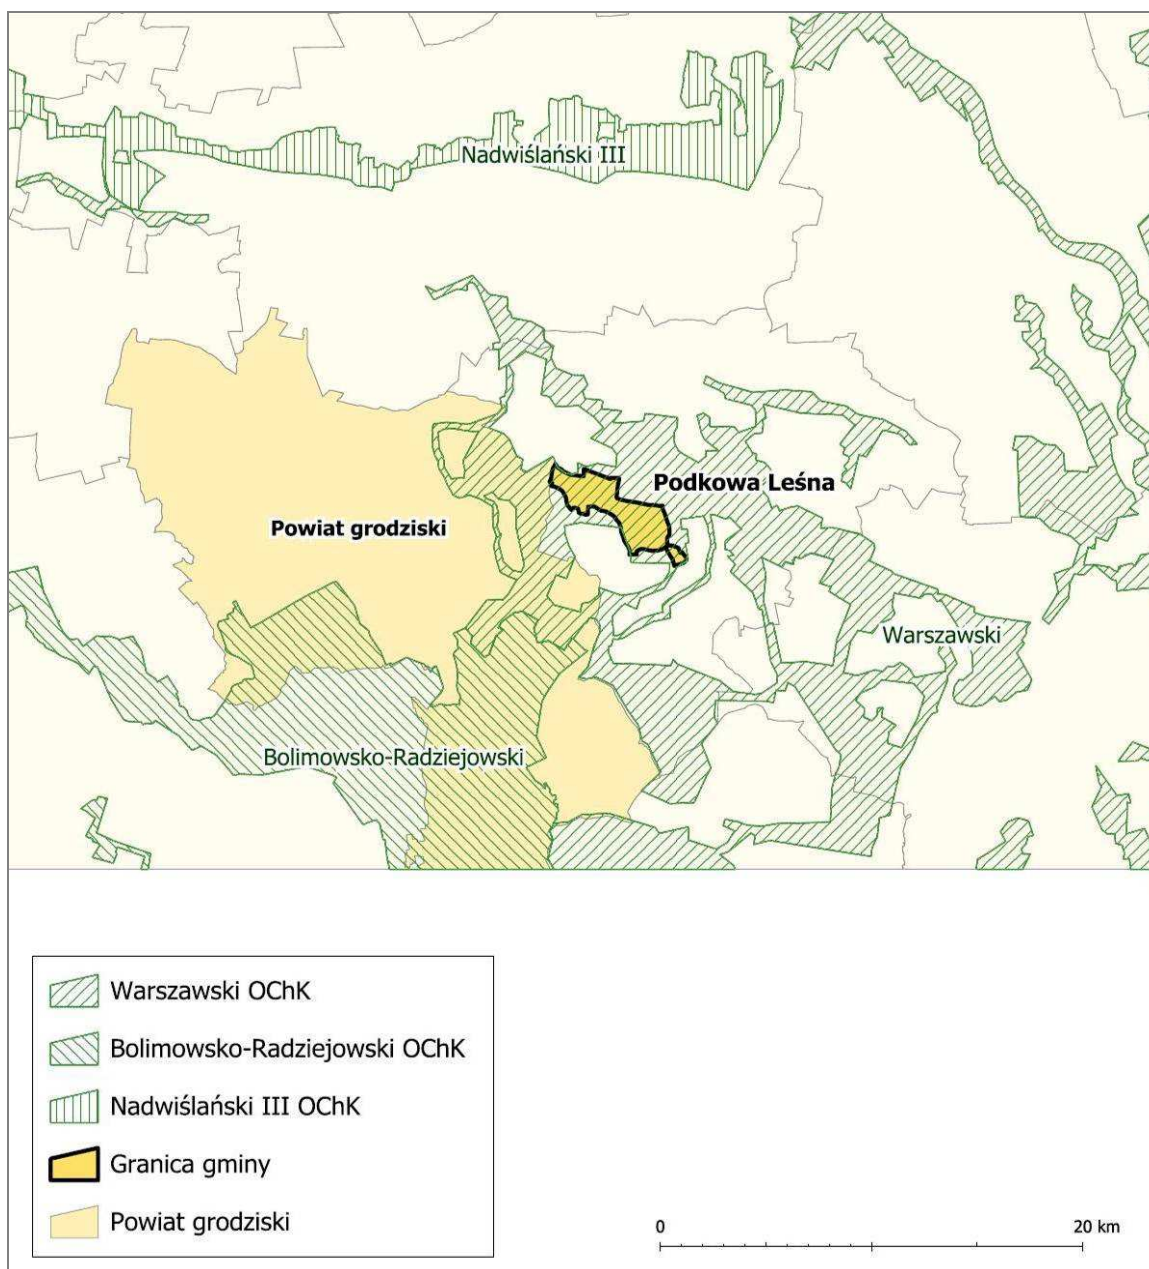 Nadwiślański III
Podkowa Leśna
Powiat grodziski
Warszawski
Bolimowsko-Radziejowski
Warszawski OChK
Bolimowsko-Radziejowski OChK
Nadwiślański III OChK
Granica gminy
Powiat grodziski
0 20 km